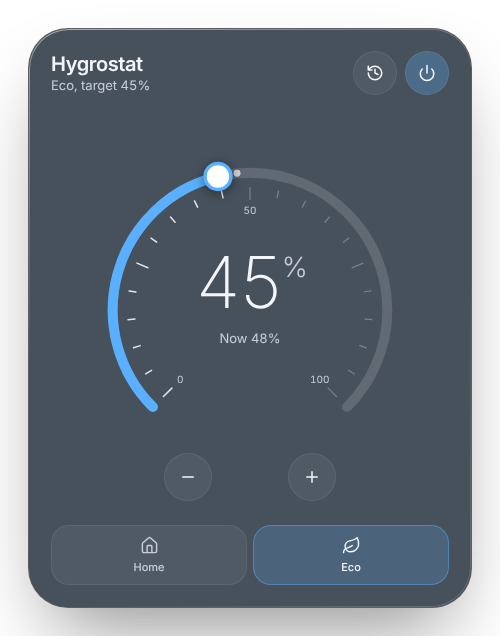 Hygrostat
Eco, target 45%
50
45%
Now 48%
0
100
−
+
Home
Eco